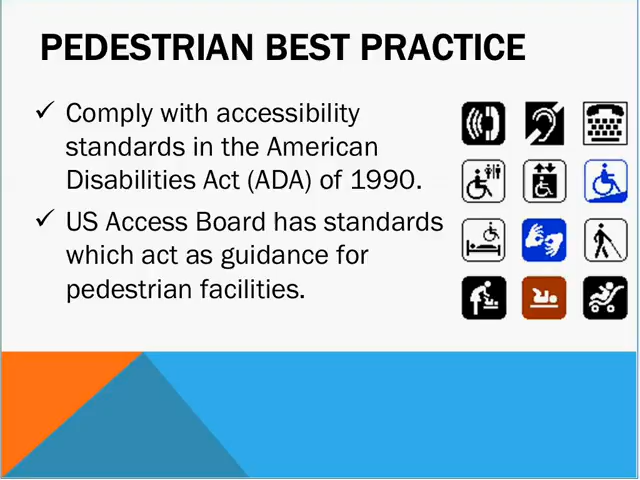 PEDESTRIAN BEST PRACTICE
✓ Comply with accessibility
standards in the American
Disabilities Act (ADA) of 1990.
✓ US Access Board has standards
which act as guidance for
pedestrian facilities.